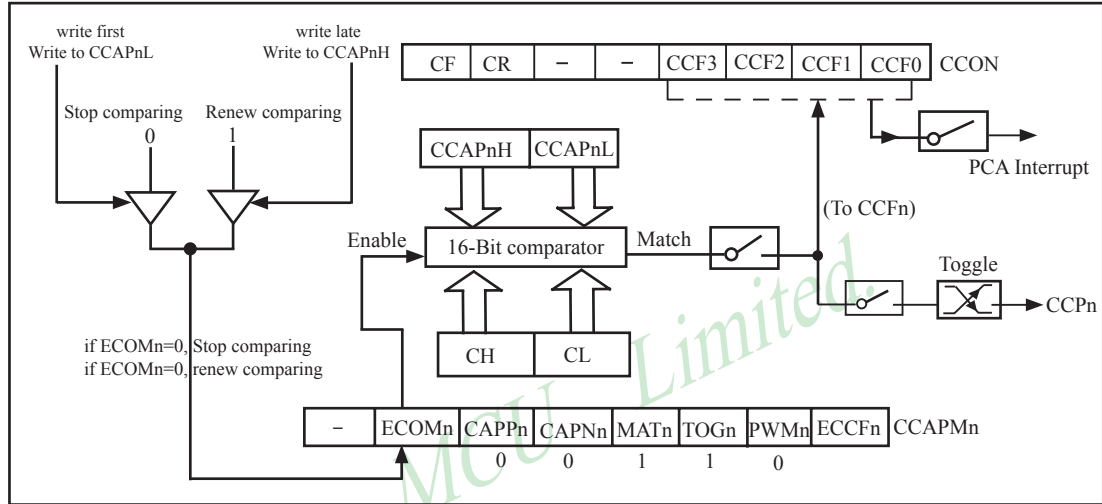 write first
Write to CCAPnL
write late
Write to CCAPnH
CF CR – – CCF3 CCF2 CCF1 CCF0 CCON
Stop comparing
0
Renew comparing
1
CCAPnH CCAPnL
PCA Interrupt
(To CCFn)
Enable
16-Bit comparator
Match
Toggle
CCPn
CH CL
if ECOMn=0, Stop comparing
if ECOMn=0, renew comparing
– ECOMn CAPPn CAPNn MATn TOGn PWMn ECCFn CCAPMn
0 0 1 1 0
MCU Limited.